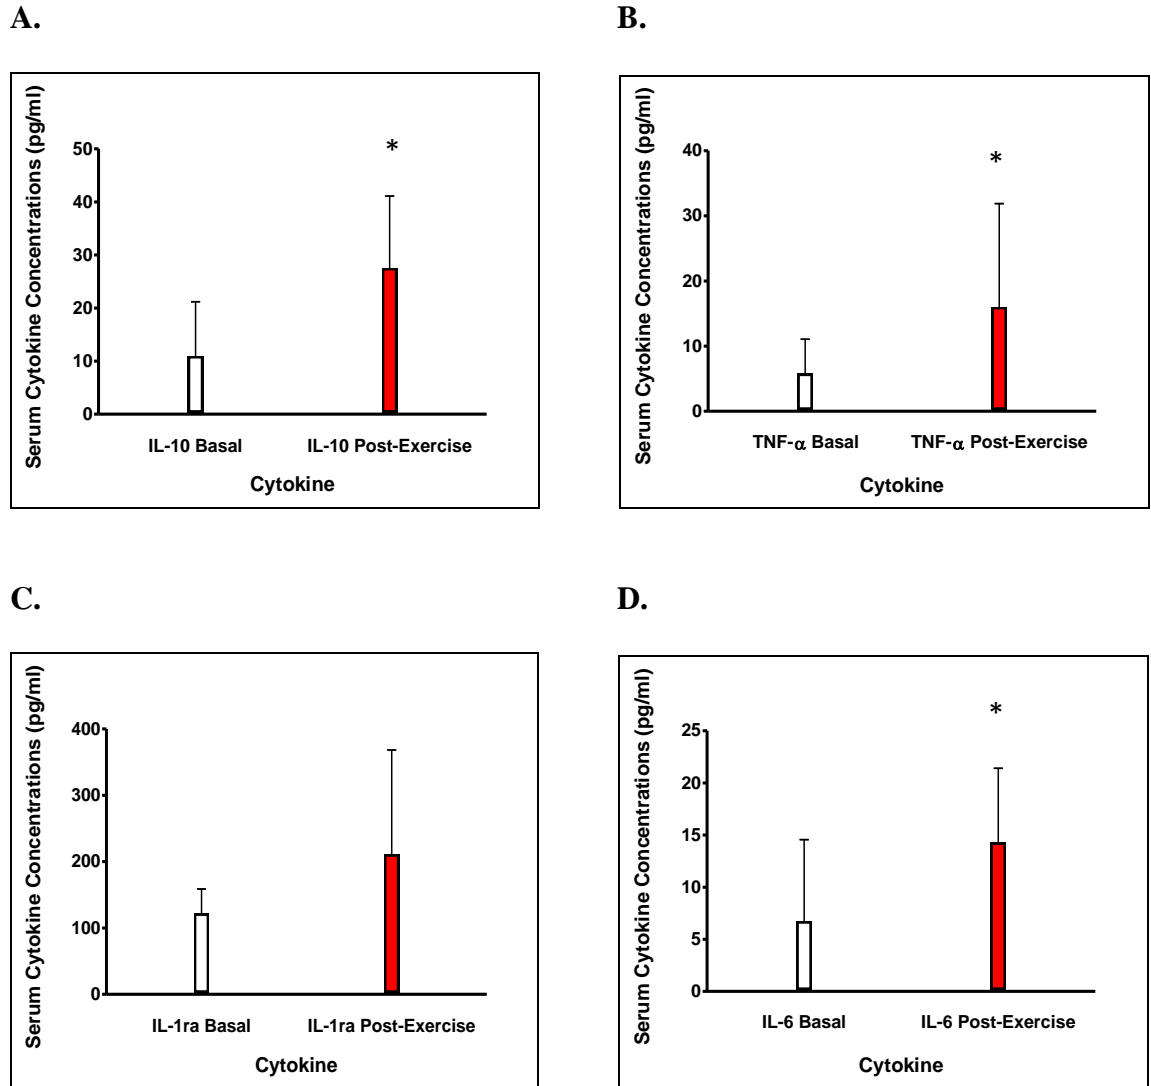 A.
Serum Cytokine Concentrations (pg/ml)
50
40
30
20
10
0
*
IL-10 Basal
IL-10 Post-Exercise
Cytokine
B.
Serum Cytokine Concentrations (pg/ml)
40
30
20
10
0
*
TNF-α Basal
TNF-α Post-Exercise
Cytokine
C.
Serum Cytokine Concentrations (pg/ml)
400
300
200
100
0
IL-1ra Basal
IL-1ra Post-Exercise
Cytokine
D.
Serum Cytokine Concentrations (pg/ml)
25
20
15
10
5
0
*
IL-6 Basal
IL-6 Post-Exercise
Cytokine